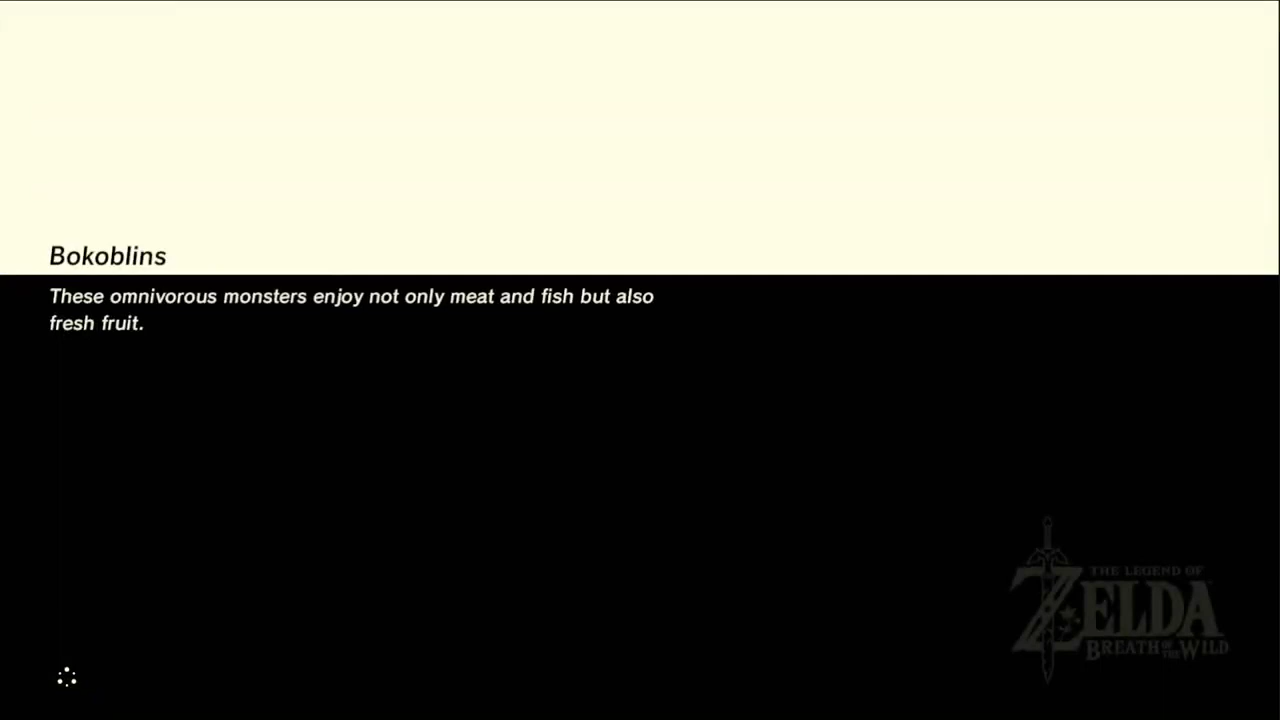 Bokoblins
These omnivorous monsters enjoy not only meat and fish but also
fresh fruit.
THE LEGEND OF
ZELDA
BREATH OF THE WILD